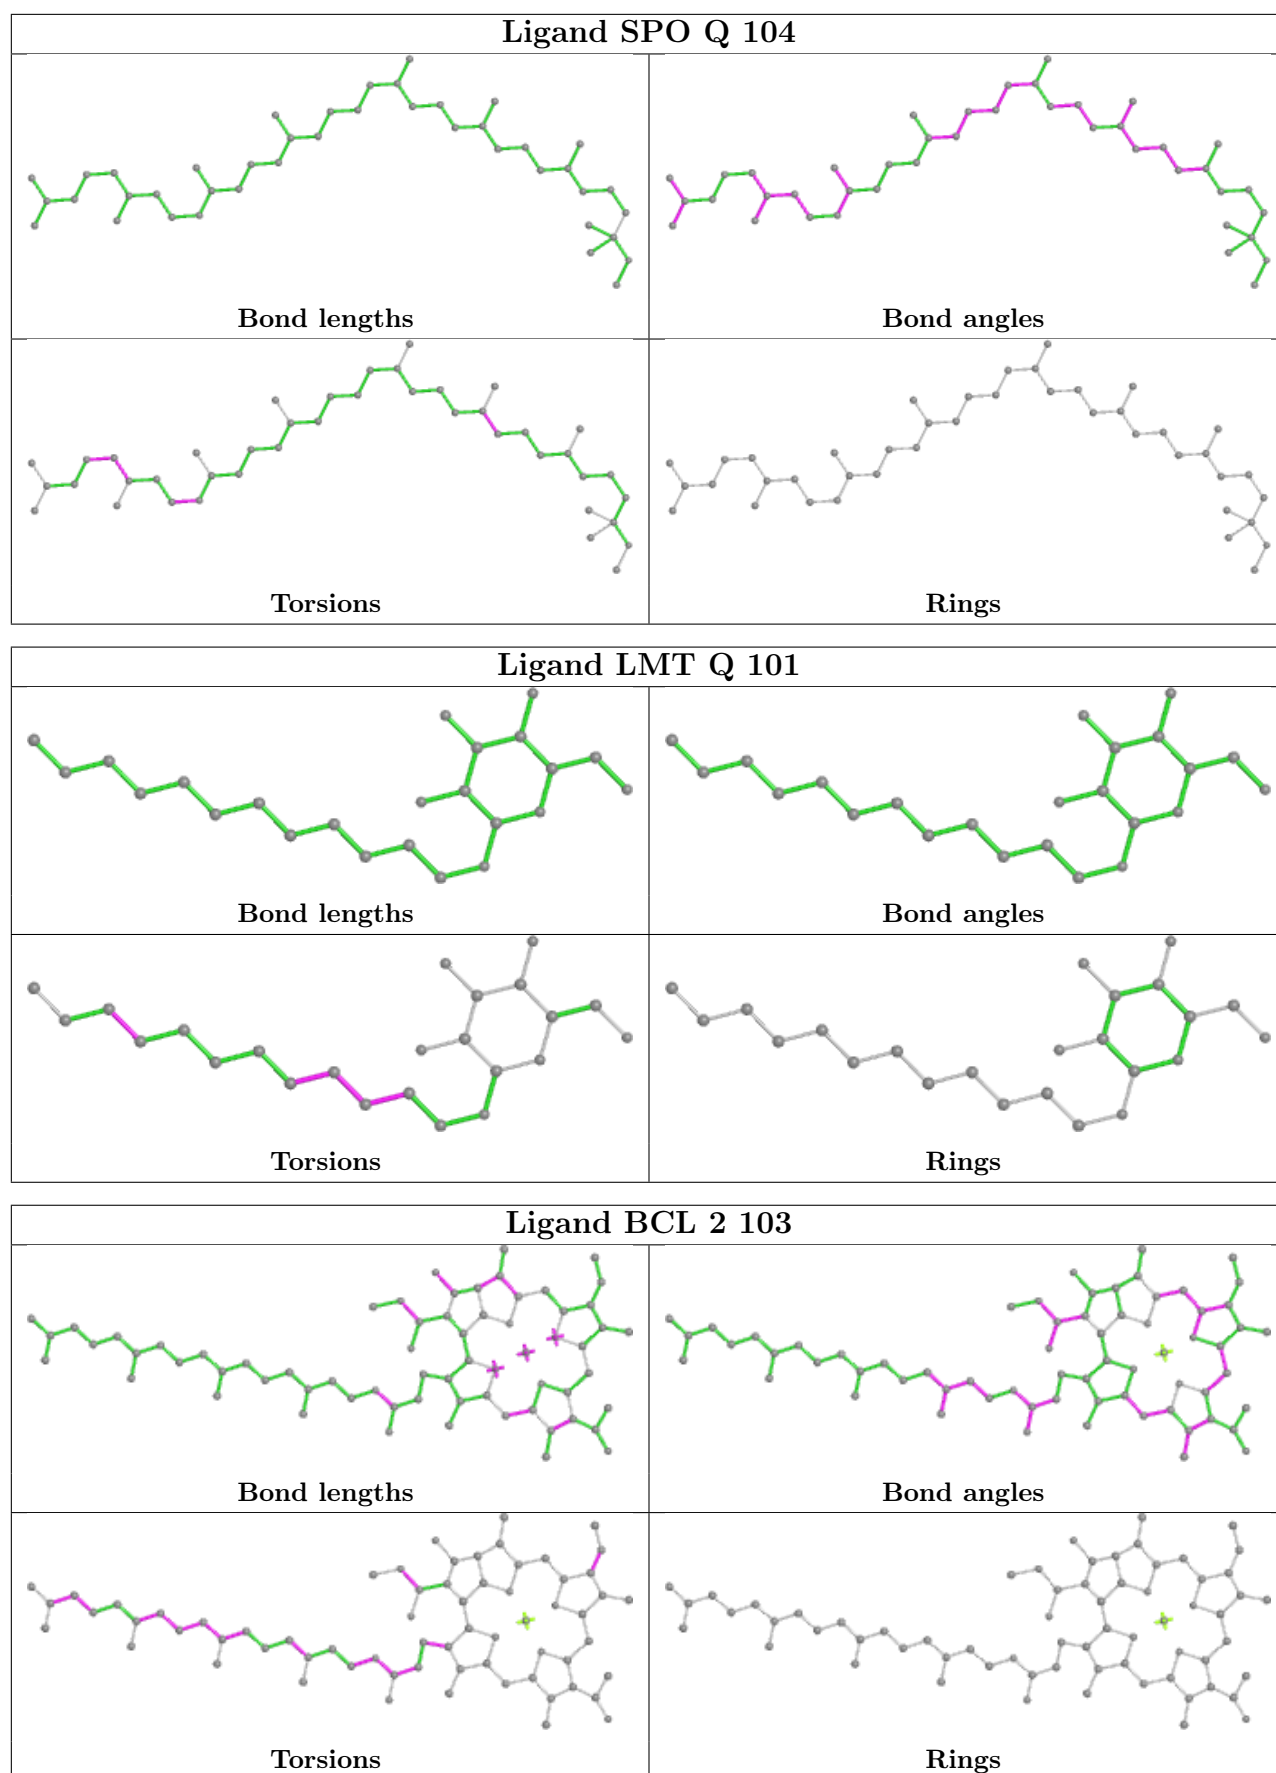 Ligand SPO Q 104
Bond lengths
Bond angles
Torsions
Rings
Ligand LMT Q 101
Bond lengths
Bond angles
Torsions
Rings
Ligand BCL 2 103
Bond lengths
Bond angles
Torsions
Rings